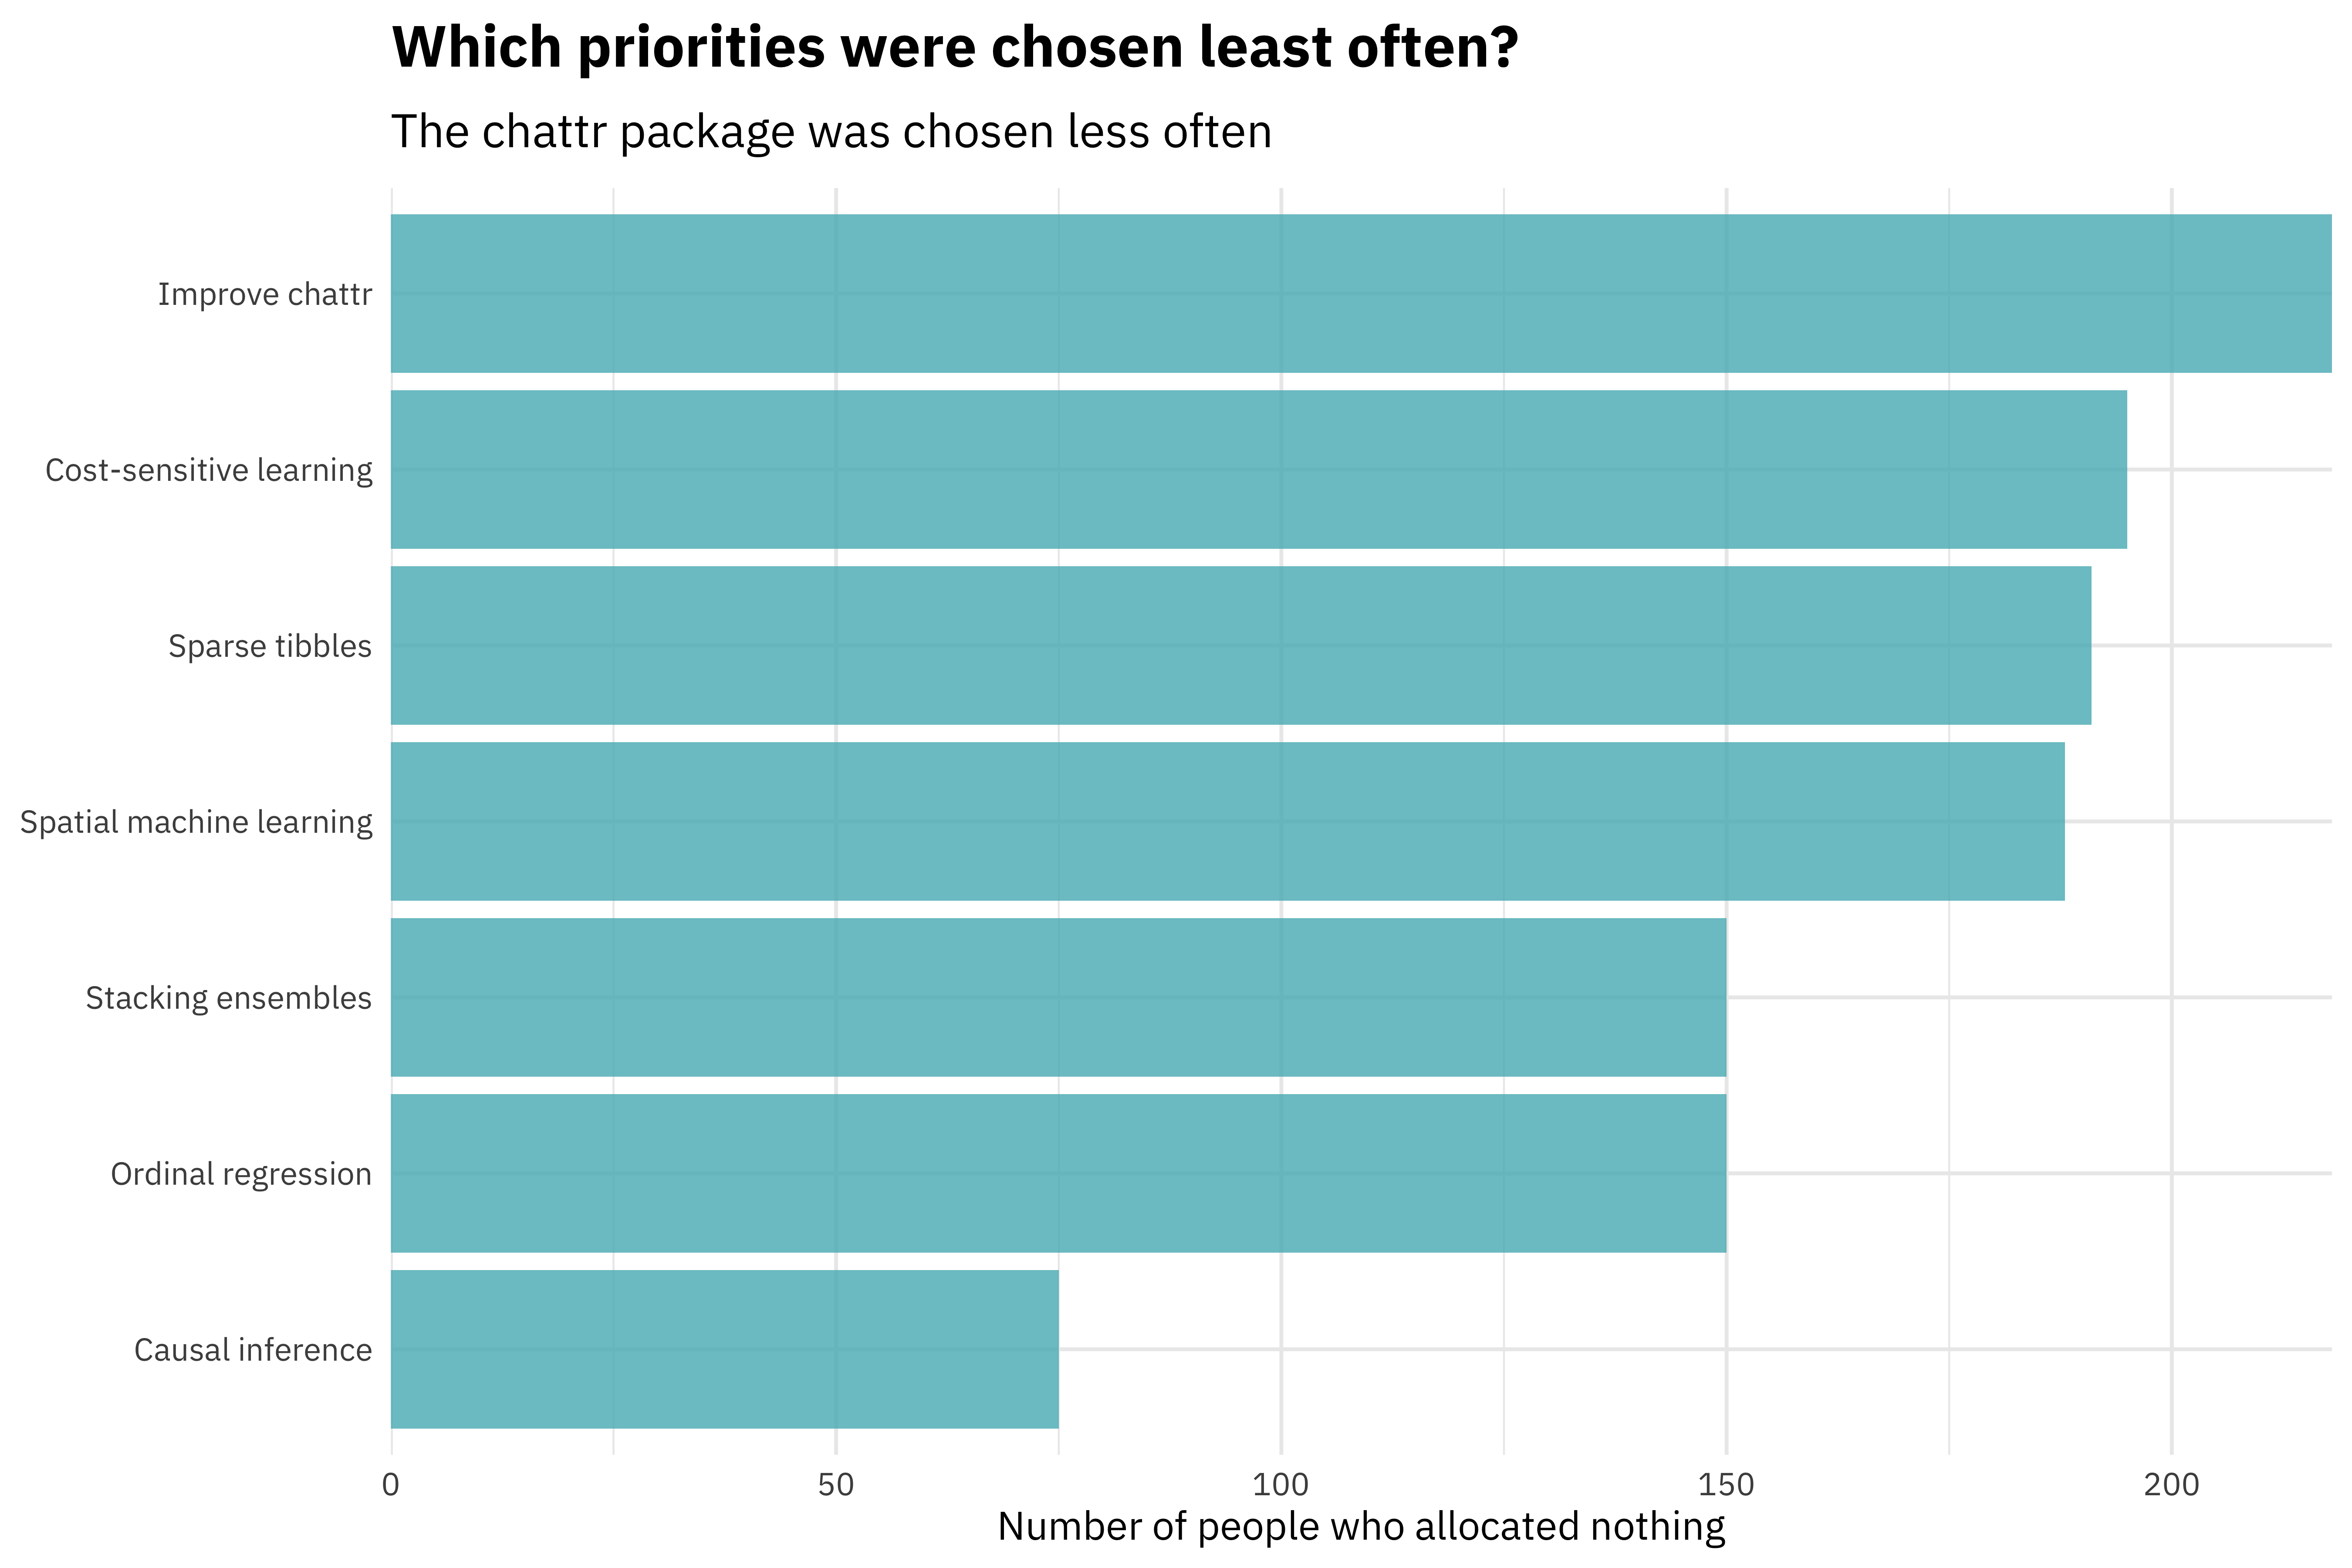 Which priorities were chosen least often?
The chattr package was chosen less often
Improve chattr
Cost-sensitive learning
Sparse tibbles
Spatial machine learning
Stacking ensembles
Ordinal regression
Causal inference
0 50 100 150 200
Number of people who allocated nothing